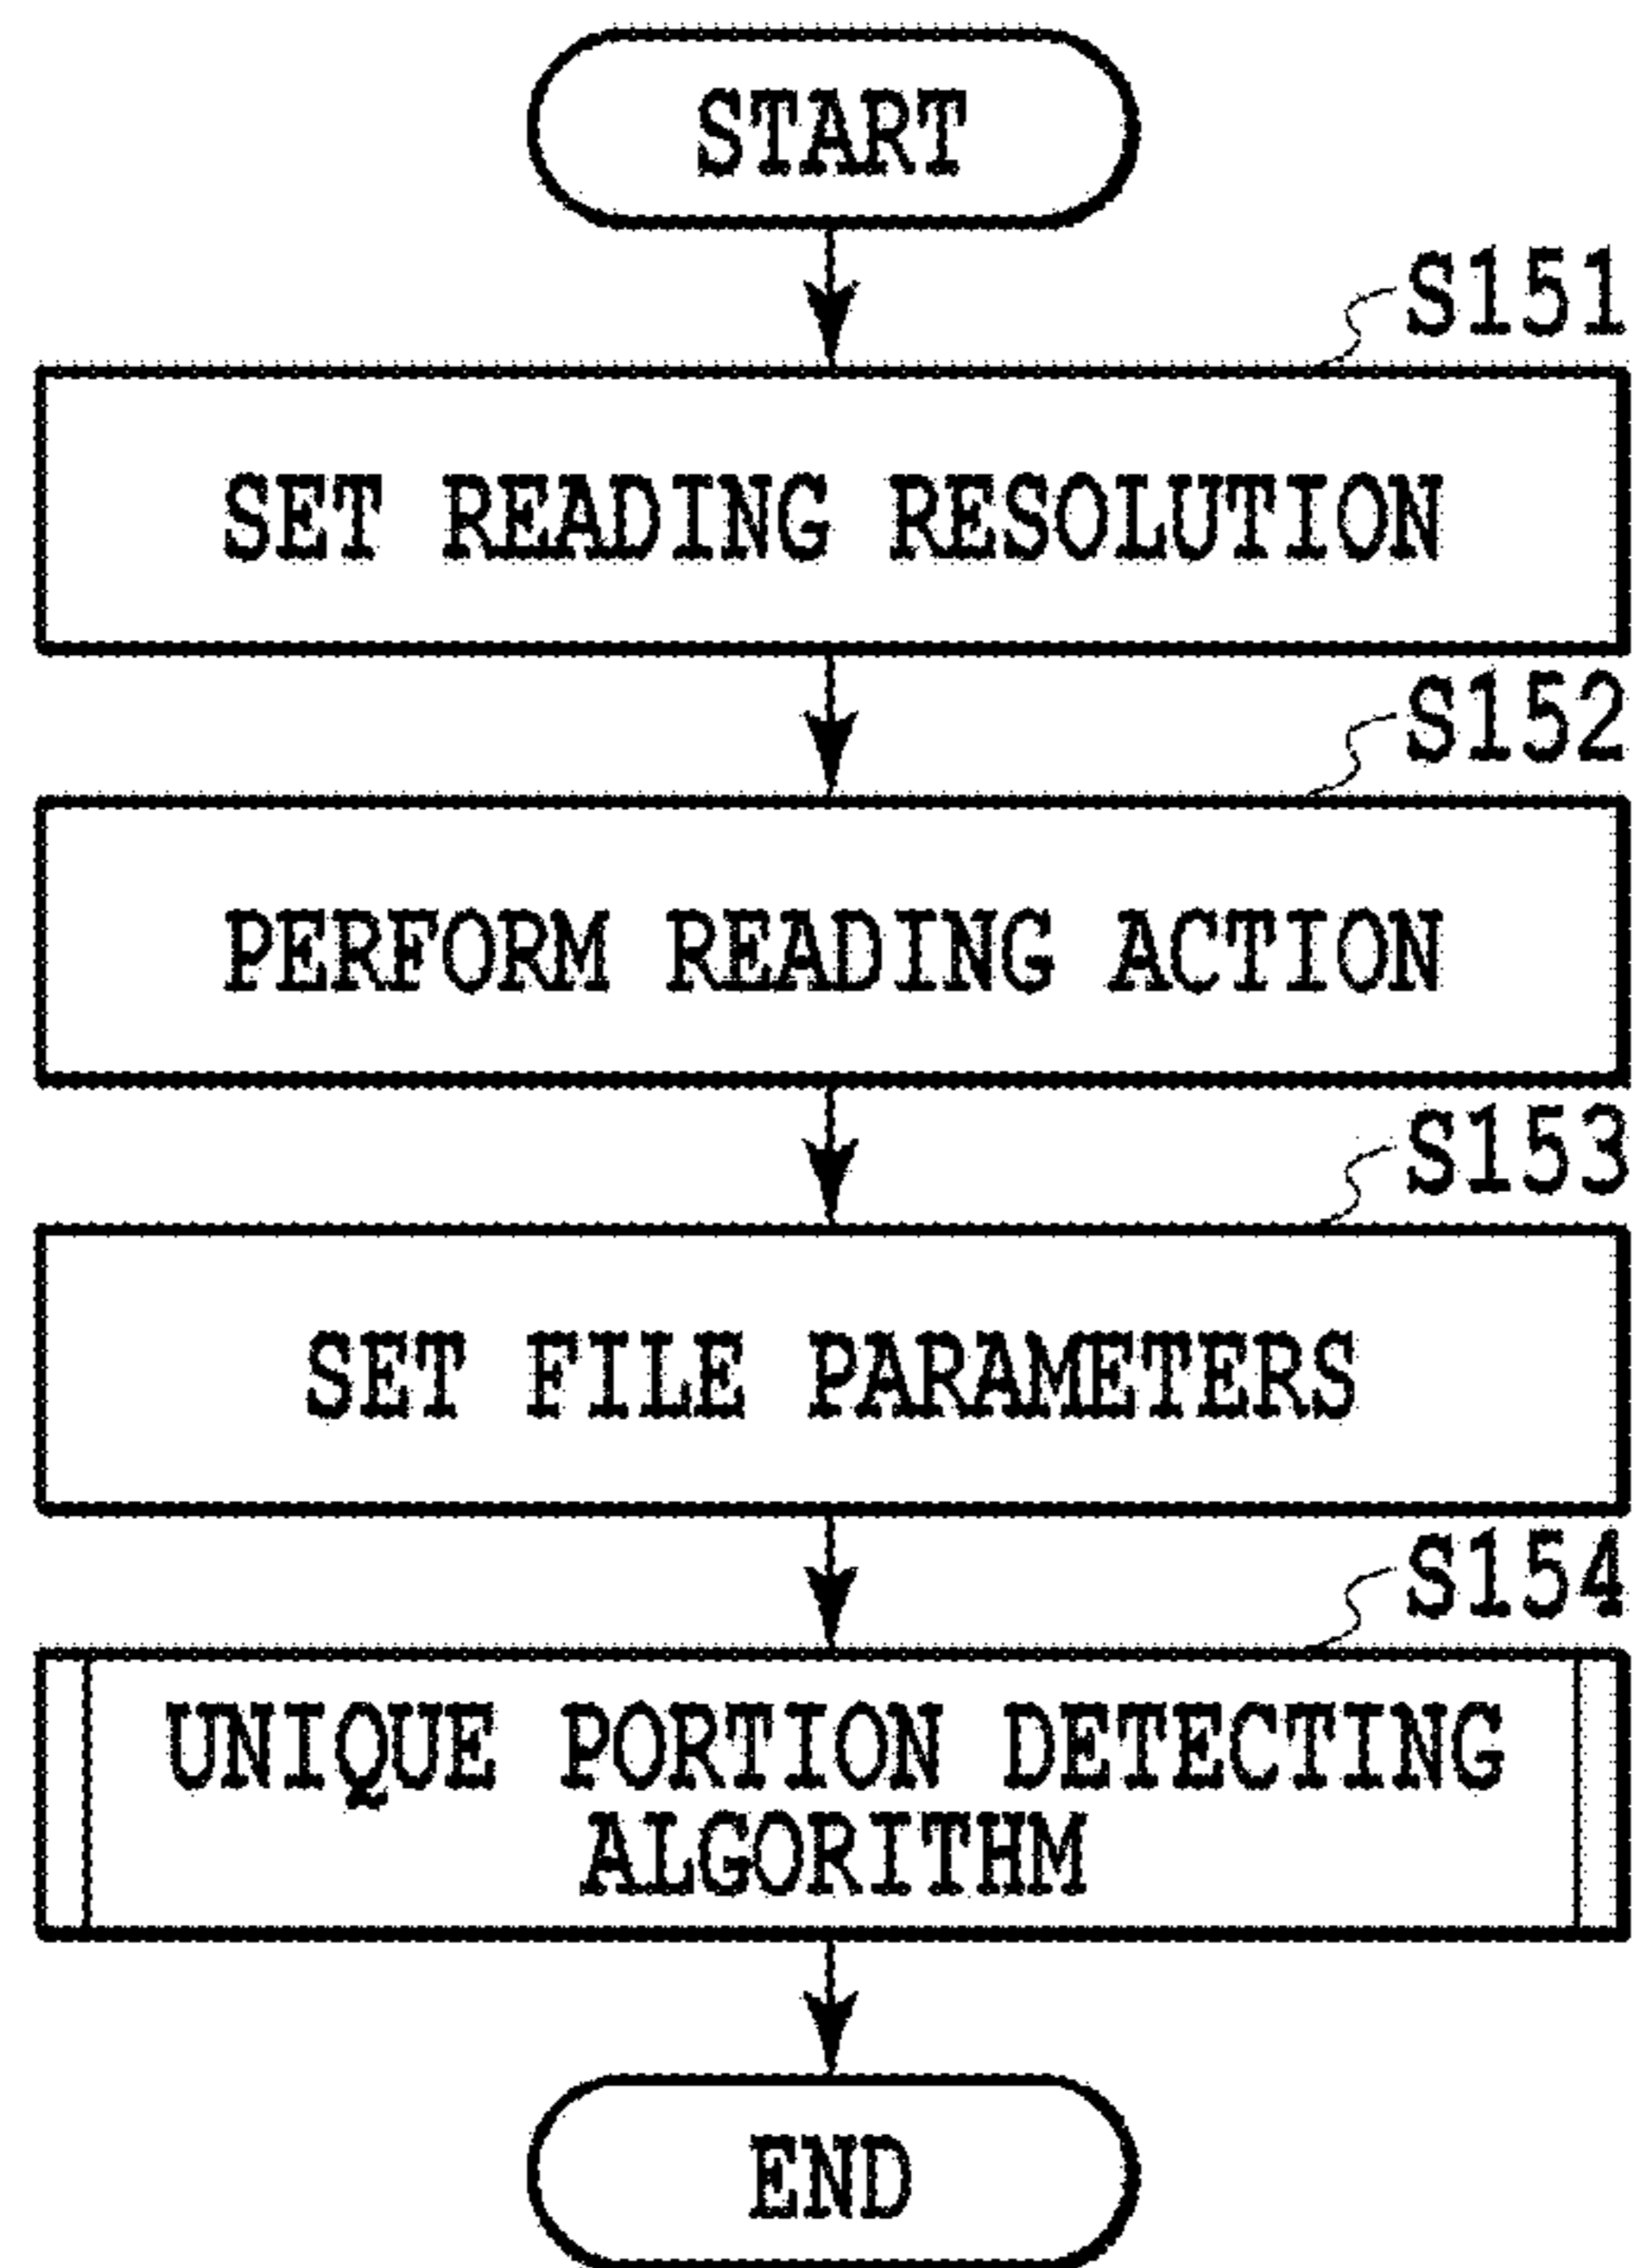 START
S151
SET READING RESOLUTION
S152
PERFORM READING ACTION
S153
SET FILE PARAMETERS
S154
UNIQUE PORTION DETECTING
ALGORITHM
END